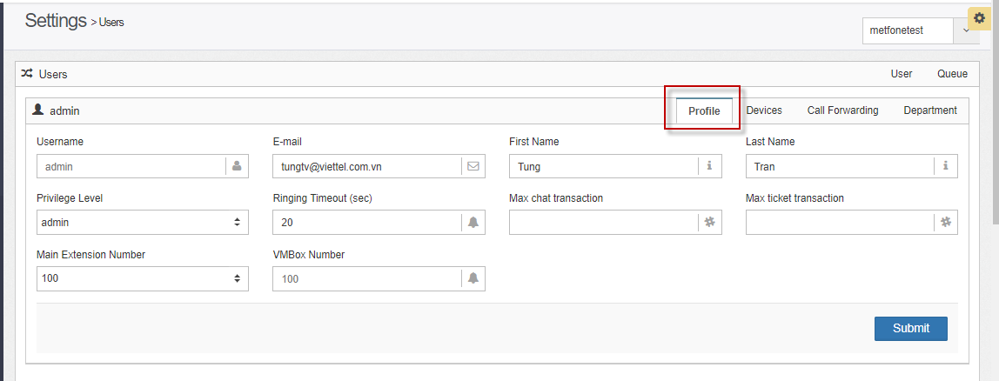 Settings > Users
metfonetest
Users User Queue
admin Profile Devices Call Forwarding Department
Username E-mail First Name Last Name
admin tungtv@viettel.com.vn Tung Tran
Privilege Level Ringing Timeout (sec) Max chat transaction Max ticket transaction
admin 20
Main Extension Number VMBox Number
100 100
Submit